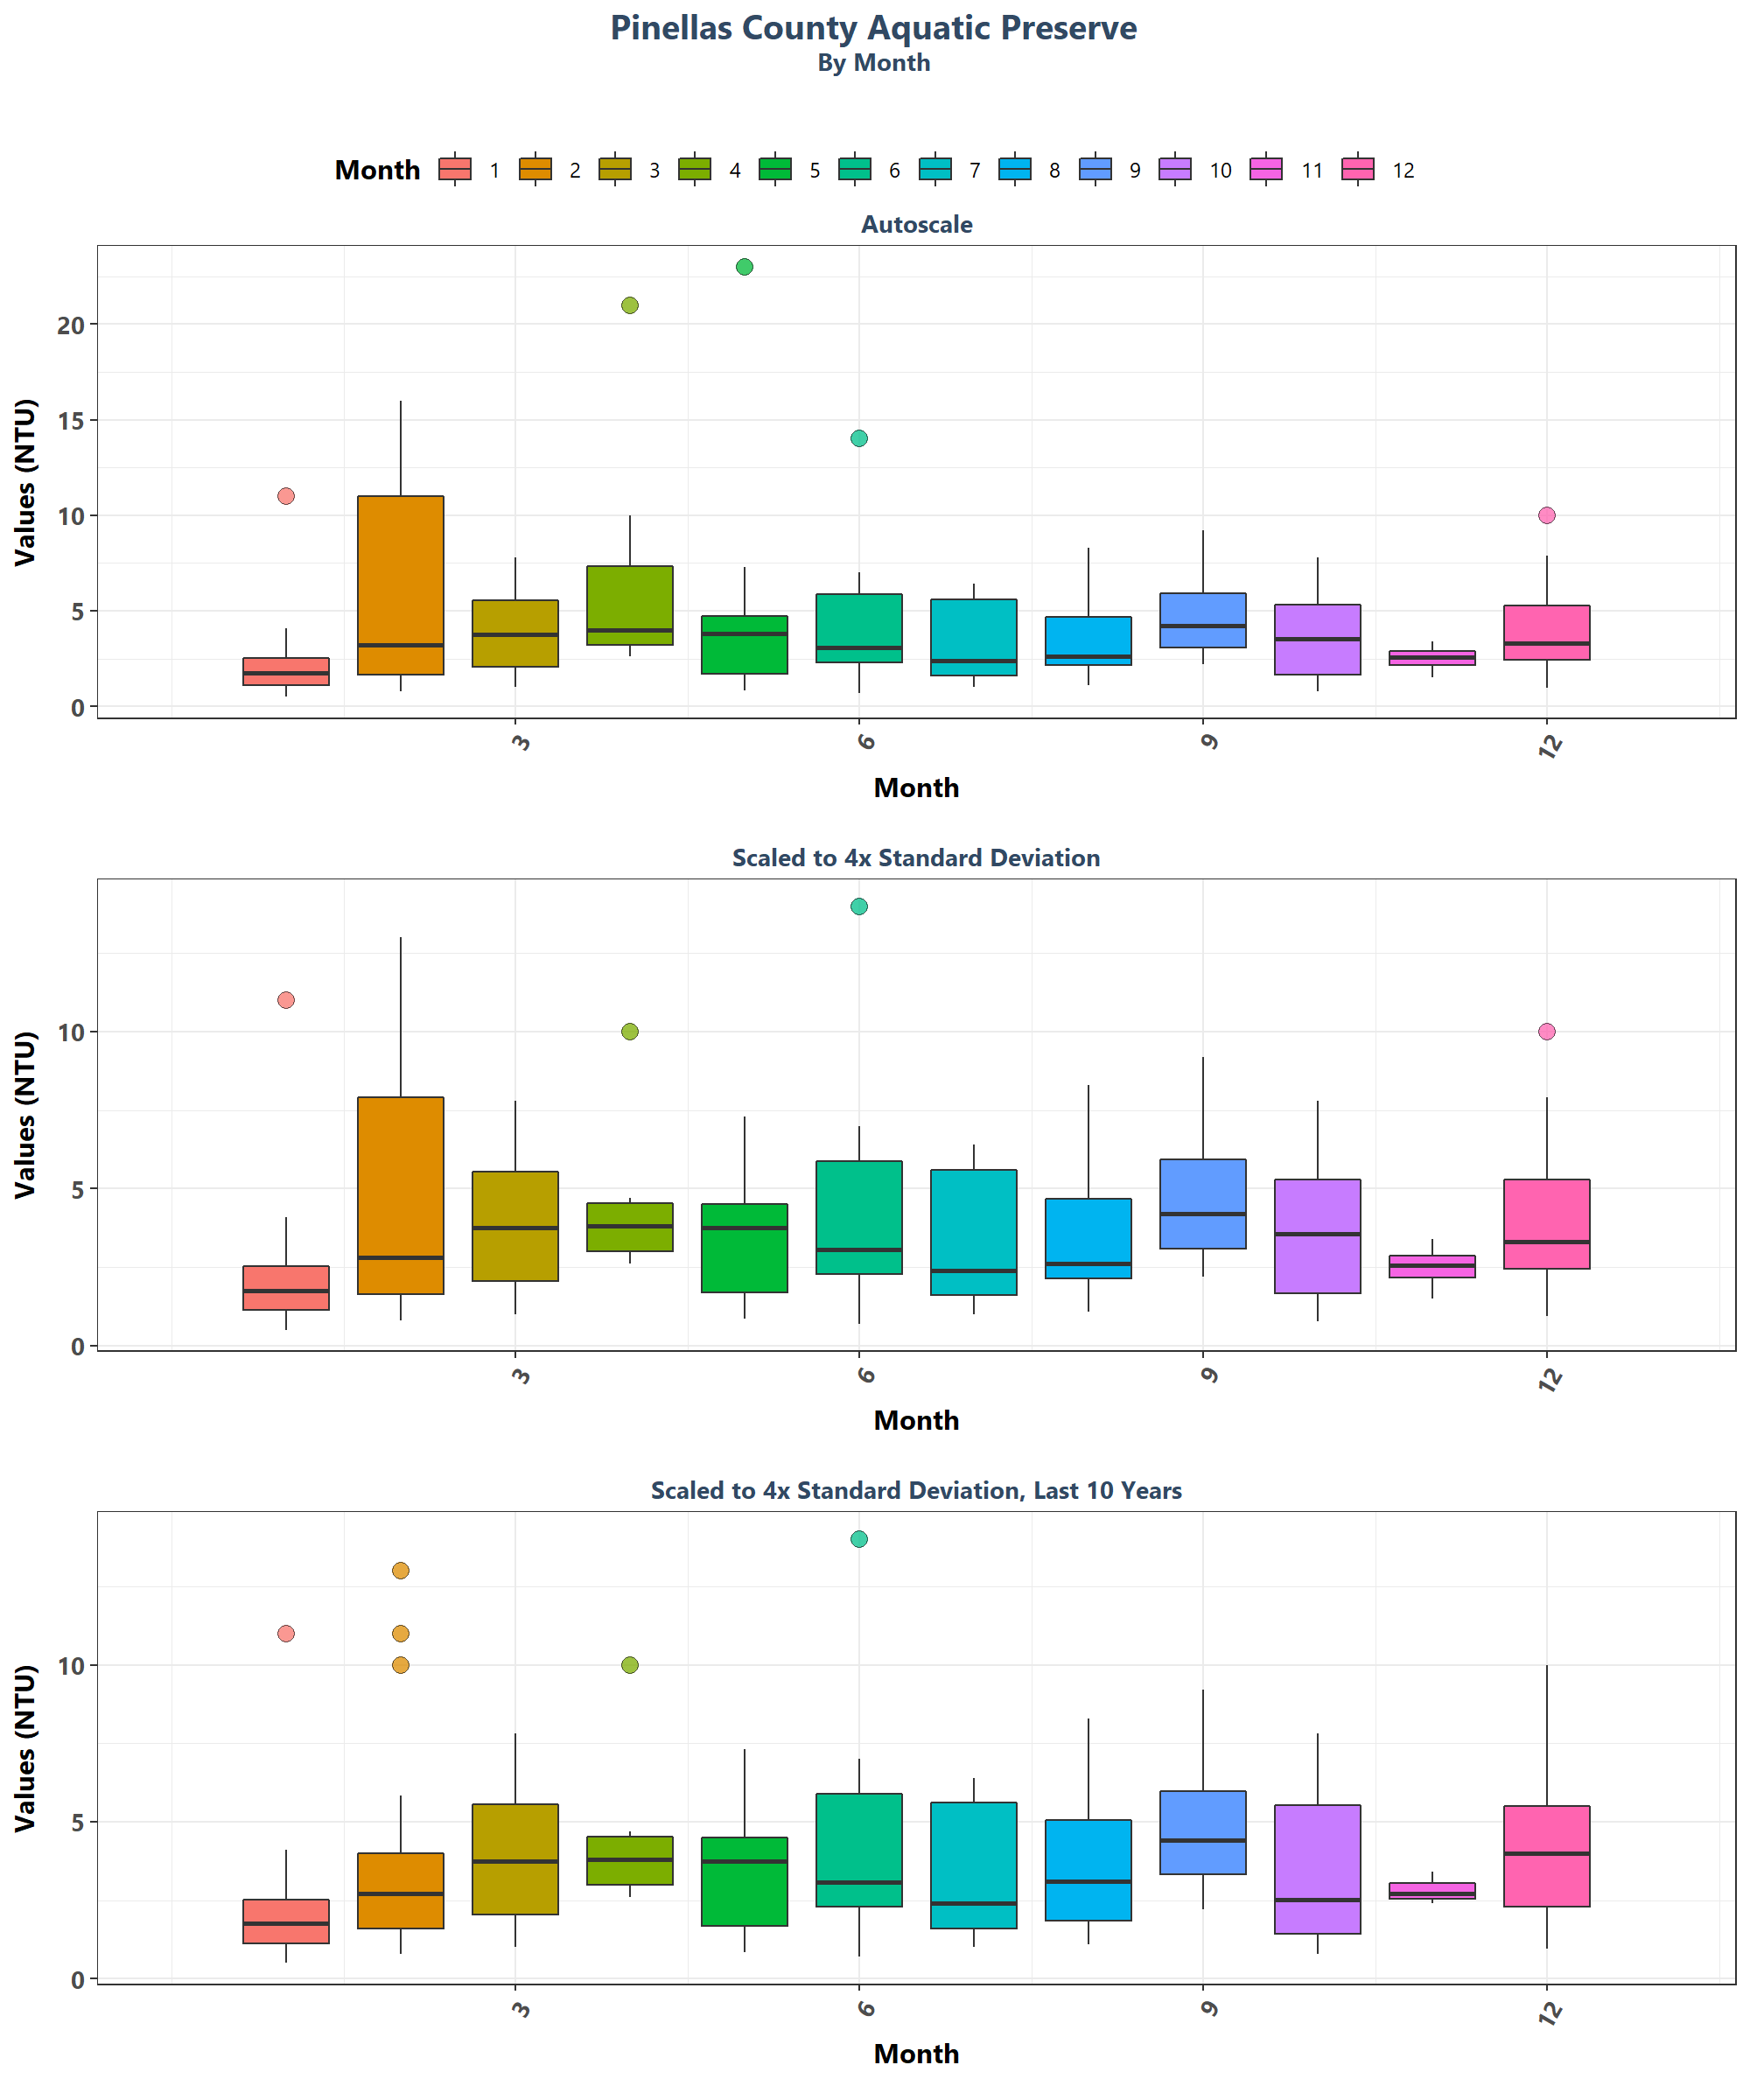 Pinellas County Aquatic Preserve
By Month
Month 1 2 3 4 5 6 7 8 9 10 11 12
Autoscale
Values (NTU)
20
15
10
5
0
3 6 9 12
Month
Scaled to 4x Standard Deviation
Values (NTU)
10
5
0
3 6 9 12
Month
Scaled to 4x Standard Deviation, Last 10 Years
Values (NTU)
10
5
0
3 6 9 12
Month